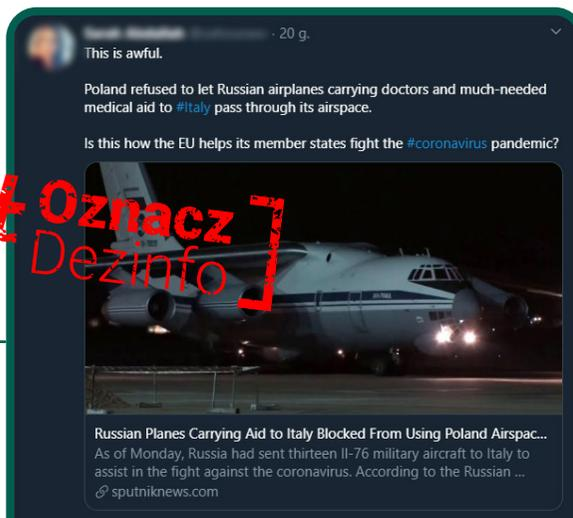 · 20 g.
This is awful.
Poland refused to let Russian airplanes carrying doctors and much-needed
medical aid to #Italy pass through its airspace.
Is this how the EU helps its member states fight the #coronavirus pandemic?
# Oznacz
Dezinfo
Russian Planes Carrying Aid to Italy Blocked From Using Poland Airspac...
As of Monday, Russia had sent thirteen Il-76 military aircraft to Italy to
assist in the fight against the coronavirus. According to the Russian ...
sputniknews.com